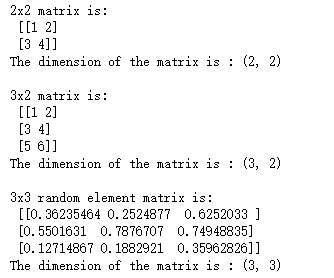 2x2 matrix is:
 [[1 2]
 [3 4]]
The dimension of the matrix is : (2, 2)

3x2 matrix is:
 [[1 2]
 [3 4]
 [5 6]]
The dimension of the matrix is : (3, 2)

3x3 random element matrix is:
 [[0.36235464 0.2524877  0.6252033 ]
 [0.5501631  0.7876707  0.74948835]
 [0.12714867 0.1882921  0.35962826]]
The dimension of the matrix is : (3, 3)